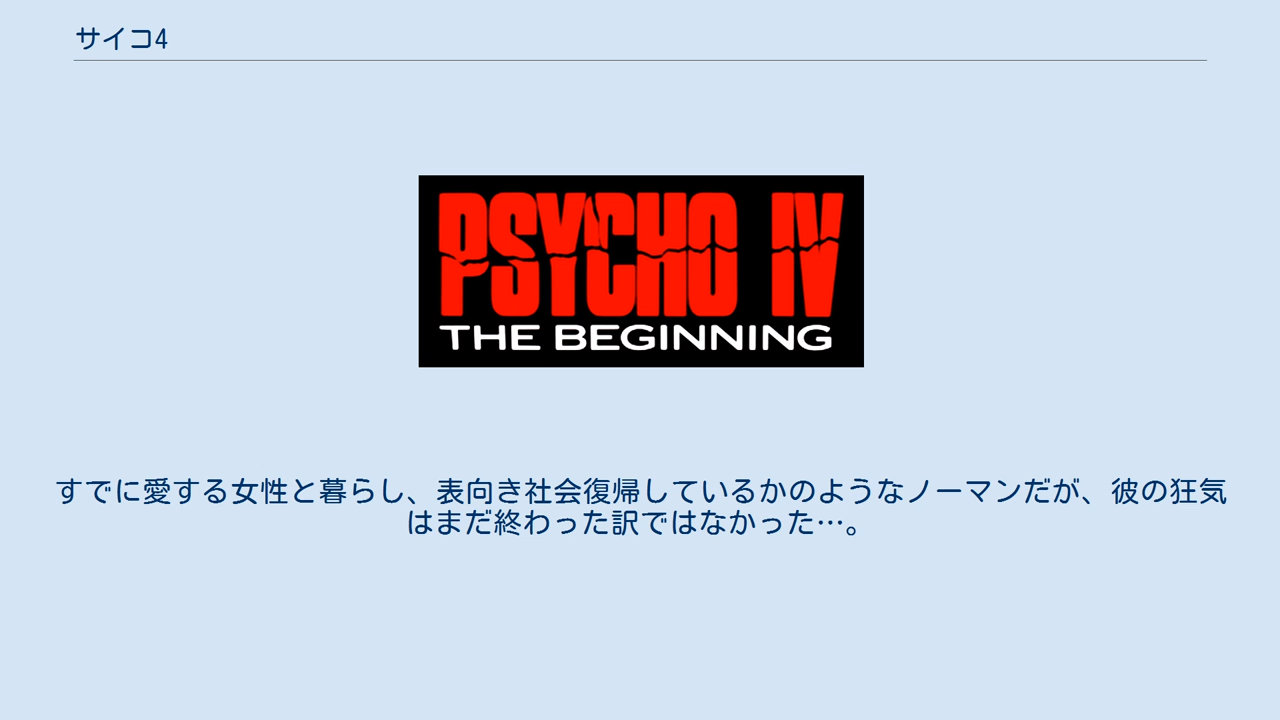 サイコ4
PSYCHO IV
THE BEGINNING
すでに愛する女性と暮らし、表向き社会復帰しているかのようなノーマンだが、彼の狂気
はまだ終わった訳ではなかった…。